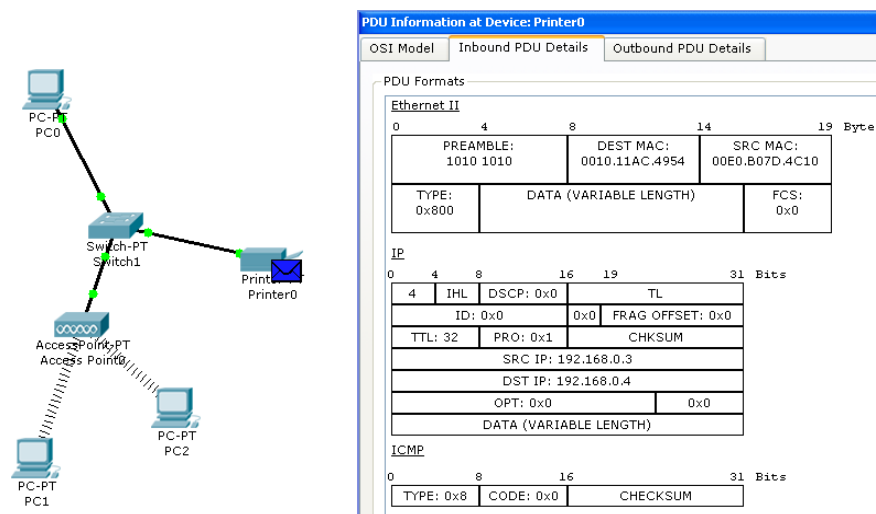 PC-PT
PC0
Switch-PT
Switch1
Printer-PT
Printer0
AccessPoint-PT
Access Point0
PC-PT
PC2
PC-PT
PC1
PDU Information at Device: Printer0
OSI Model Inbound PDU Details Outbound PDU Details
PDU Formats
Ethernet II
0 4 8 14 19 Byte
PREAMBLE: DEST MAC: SRC MAC:
1010 1010 0010.11AC.4954 00E0.B07D.4C10
TYPE: DATA (VARIABLE LENGTH) FCS:
0x800 0x0
IP
0 4 8 16 19 31 Bits
4 IHL DSCP: 0x0 TL
ID: 0x0 0x0 FRAG OFFSET: 0x0
TTL: 32 PRO: 0x1 CHKSUM
SRC IP: 192.168.0.3
DST IP: 192.168.0.4
OPT: 0x0 0x0
DATA (VARIABLE LENGTH)
ICMP
0 8 16 31 Bits
TYPE: 0x8 CODE: 0x0 CHECKSUM